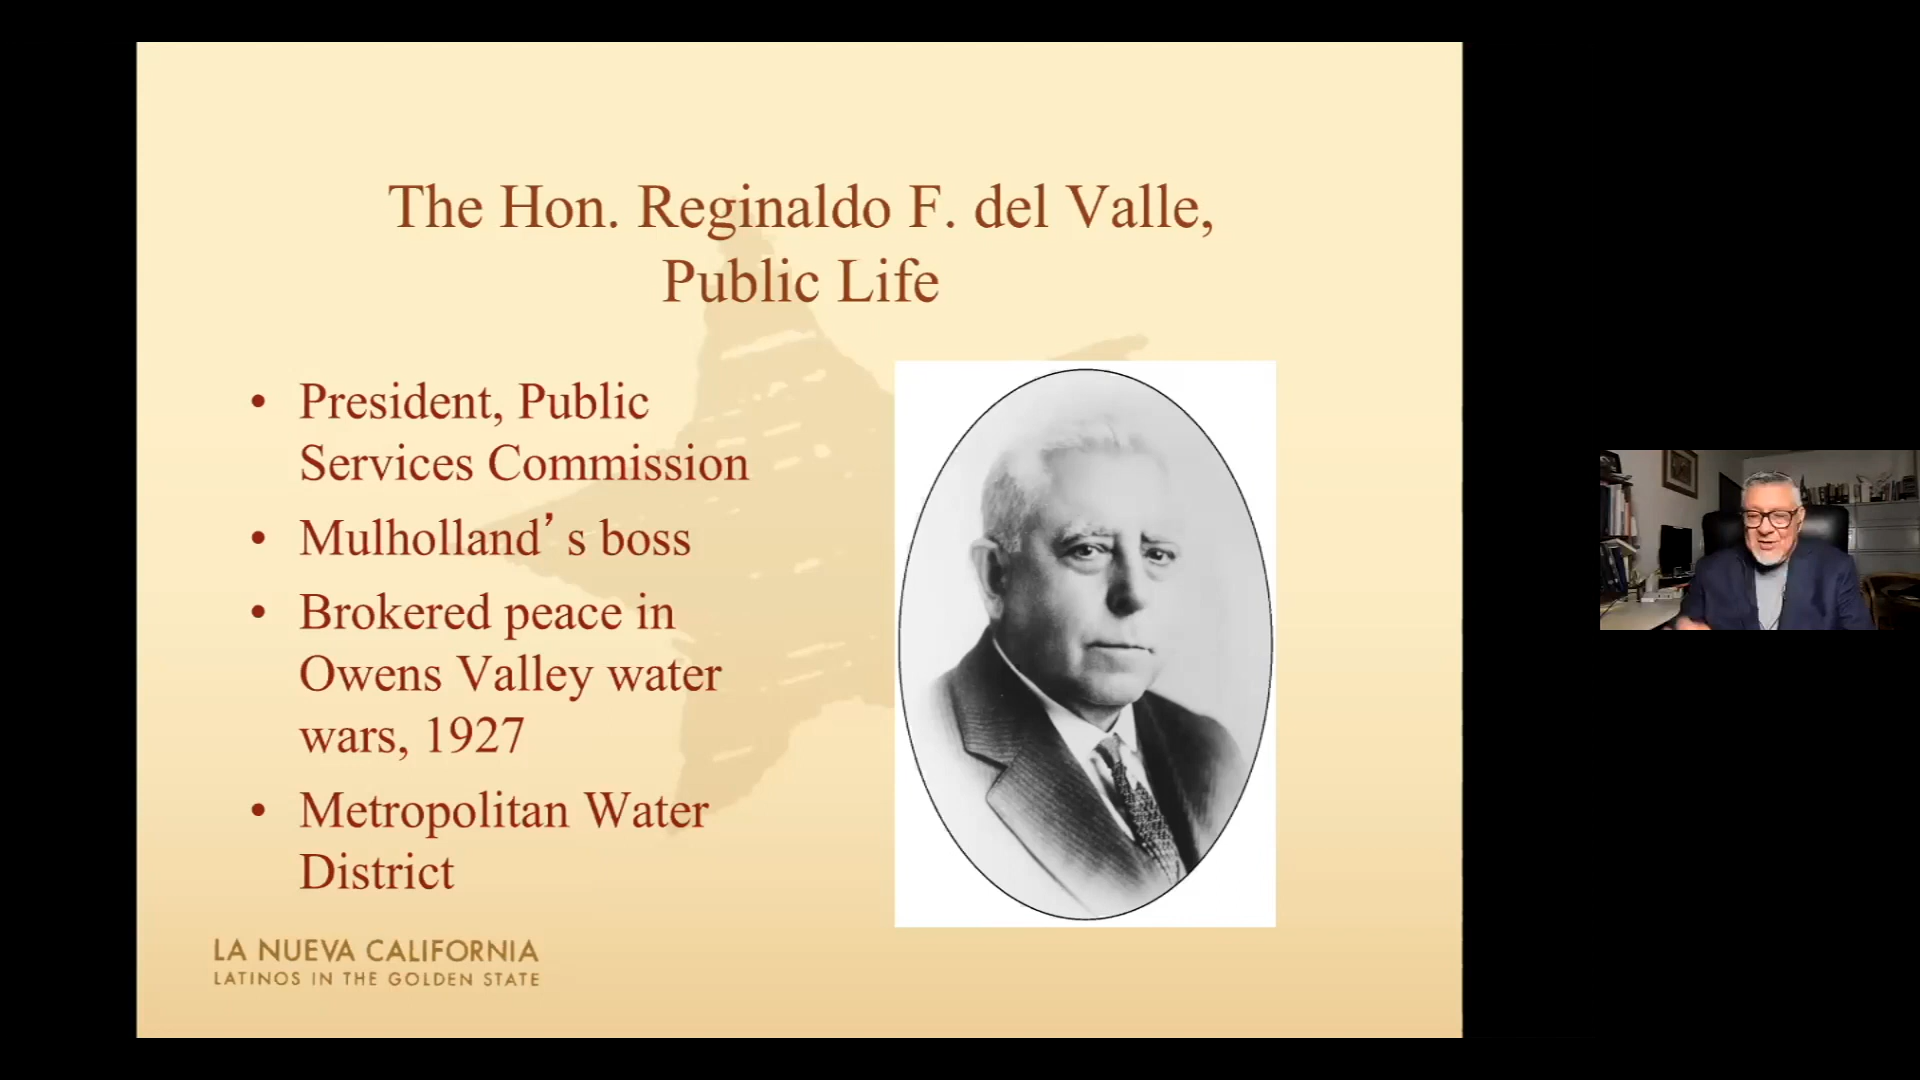 The Hon. Reginaldo F. del Valle,
Public Life
• President, Public
Services Commission
• Mulholland’s boss
• Brokered peace in
Owens Valley water
wars, 1927
• Metropolitan Water
District
LA NUEVA CALIFORNIA
LATINOS IN THE GOLDEN STATE